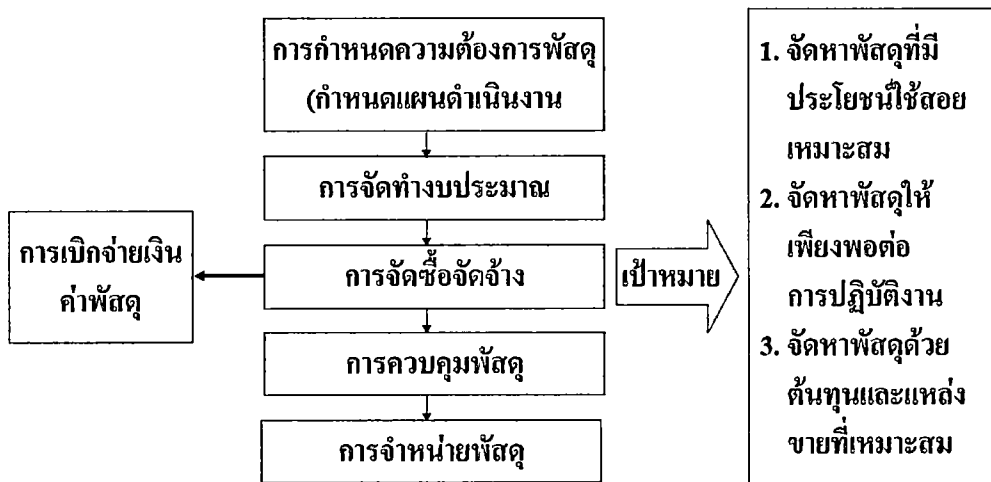 การกำหนดความต้องการพัสดุ
(กำหนดแผนดำเนินงาน
การจัดทำงบประมาณ
การเบิกจ่ายเงิน
ค่าพัสดุ
การจัดซื้อจัดจ้าง
การควบคุมพัสดุ
การจำหน่ายพัสดุ
เป้าหมาย
1. จัดหาพัสดุที่มี
ประโยชน์ใช้สอย
เหมาะสม
2. จัดหาพัสดุให้
เพียงพอต่อ
การปฏิบัติงาน
3. จัดหาพัสดุด้วย
ต้นทุนและแหล่ง
ขายที่เหมาะสม